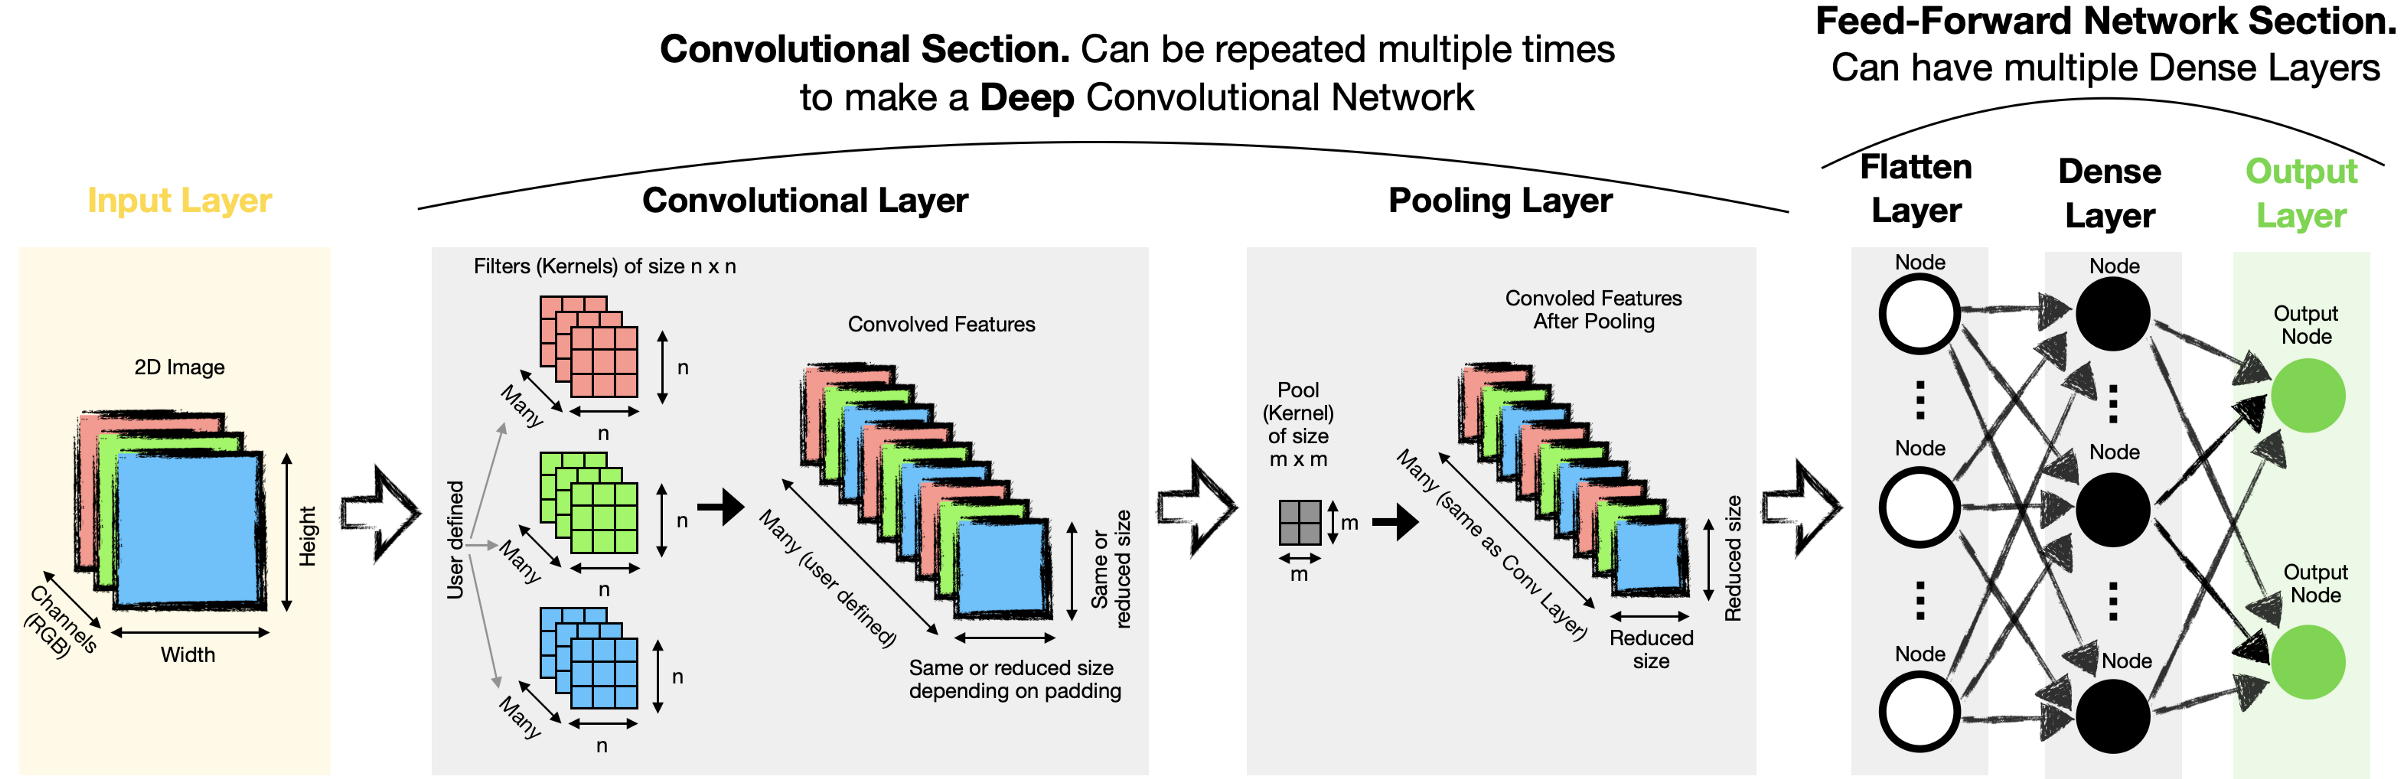 Convolutional Section. Can be repeated multiple times
to make a Deep Convolutional Network
Feed-Forward Network Section.
Can have multiple Dense Layers
Input Layer
2D Image
Channels
(RGB)
Width
Height
Convolutional Layer
Filters (Kernels) of size n x n
User defined
Many
n
n
Many
n
n
Many
n
n
Convolved Features
Many (user defined)
Same or
reduced size
Same or reduced size
depending on padding
Pooling Layer
Pool
(Kernel)
of size
m x m
m
m
Convoled Features
After Pooling
Many (same as Conv Layer)
Reduced size
Reduced
size
Flatten
Layer
Node
Node
Node
Dense
Layer
Node
Node
Node
Output
Layer
Output
Node
Output
Node